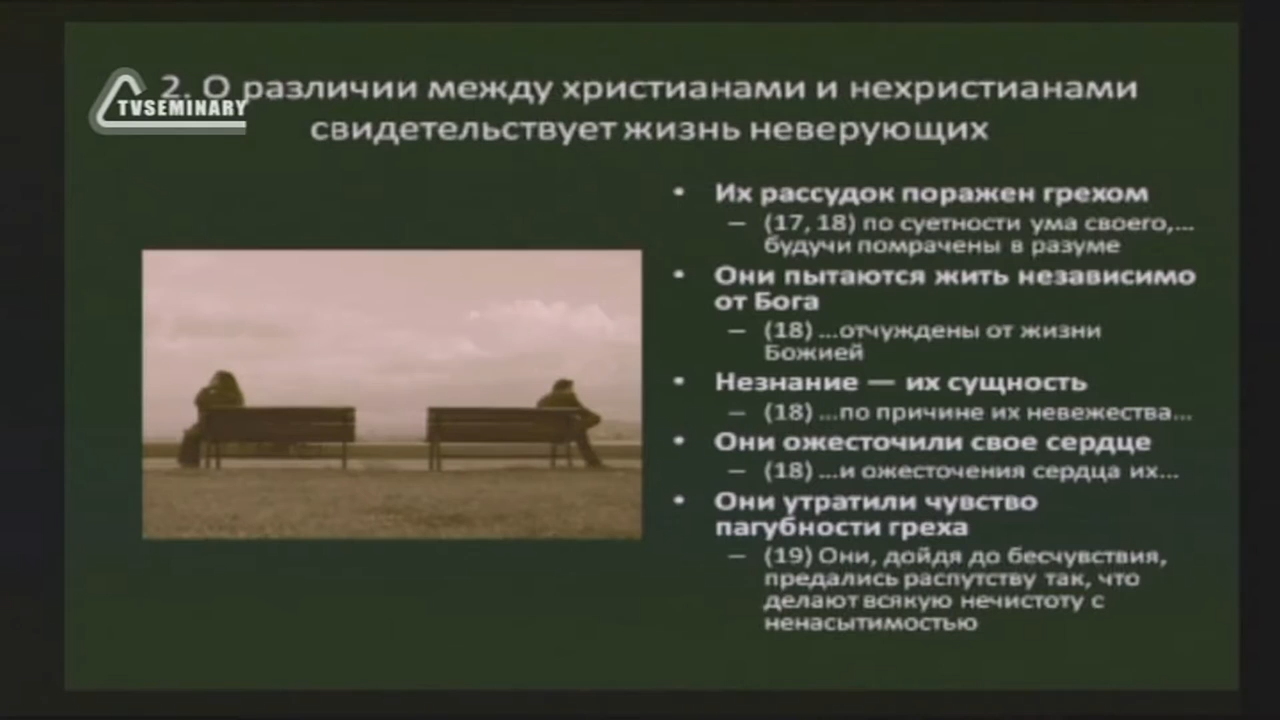 TVSEMINARY
2. О различии между христианами и нехристианами
свидетельствует жизнь неверующих
• Их рассудок поражен грехом
– (17, 18) по суетности ума своего,...
будучи помрачены в разуме
• Они пытаются жить независимо
от Бога
– (18) ...отчуждены от жизни
Божией
• Незнание — их сущность
– (18) ...по причине их невежества...
• Они ожесточили свое сердце
– (18) ...и ожесточения сердца их...
• Они утратили чувство
пагубности греха
– (19) Они, дойдя до бесчувствия,
предались распутству так, что
делают всякую нечистоту с
ненасытимостью